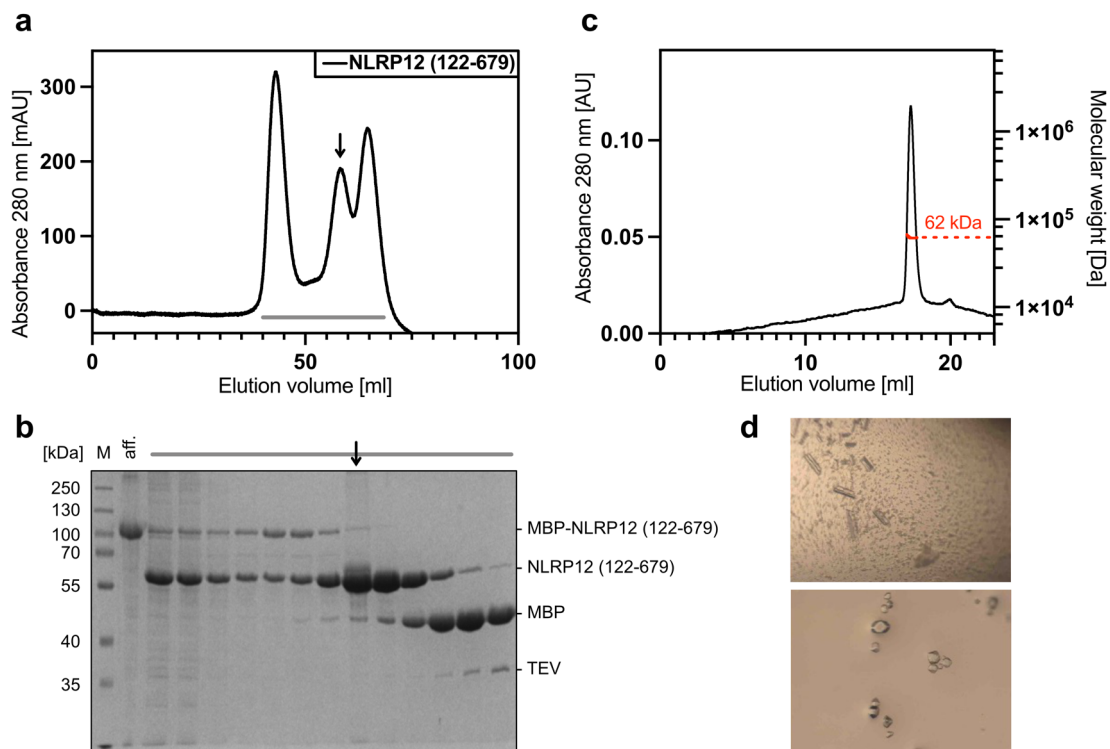 a
NLRP12 (122-679)
Absorbance 280 nm [mAU]
300
200
100
0
0
50
100
Elution volume [ml]
c
Absorbance 280 nm [AU]
0.10
0.05
0.00
62 kDa
1×10⁶
1×10⁵
1×10⁴
Molecular weight [Da]
0
10
20
Elution volume [ml]
b
[kDa]
M
aff.
250
130
100
70
55
40
35
MBP-NLRP12 (122-679)
NLRP12 (122-679)
MBP
TEV
d